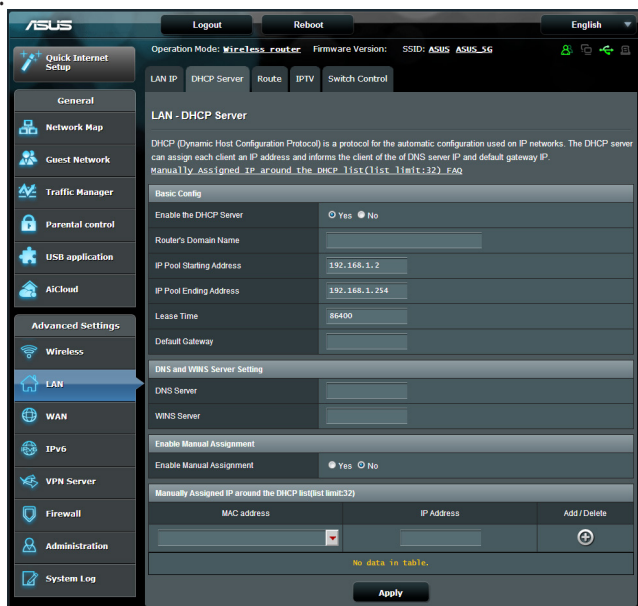 ASUS
Logout
Reboot
English
Quick Internet Setup
Operation Mode: Wireless router Firmware Version: SSID: ASUS ASUS_5G
LAN IP
DHCP Server
Route
IPTV
Switch Control
General
Network Map
Guest Network
Traffic Manager
Parental control
USB application
AiCloud
Advanced Settings
Wireless
LAN
WAN
IPv6
VPN Server
Firewall
Administration
System Log
LAN - DHCP Server
DHCP (Dynamic Host Configuration Protocol) is a protocol for the automatic configuration used on IP networks. The DHCP server
can assign each client an IP address and informs the client of the of DNS server IP and default gateway IP.
Manually Assigned IP around the DHCP list(list limit:32) FAQ
Basic Config
Enable the DHCP Server Yes No
Router's Domain Name
IP Pool Starting Address 192.168.1.2
IP Pool Ending Address 192.168.1.254
Lease Time 86400
Default Gateway
DNS and WINS Server Setting
DNS Server
WINS Server
Enable Manual Assignment
Enable Manual Assignment Yes No
Manually Assigned IP around the DHCP list(list limit:32)
MAC address IP Address Add / Delete
No data in table.
Apply